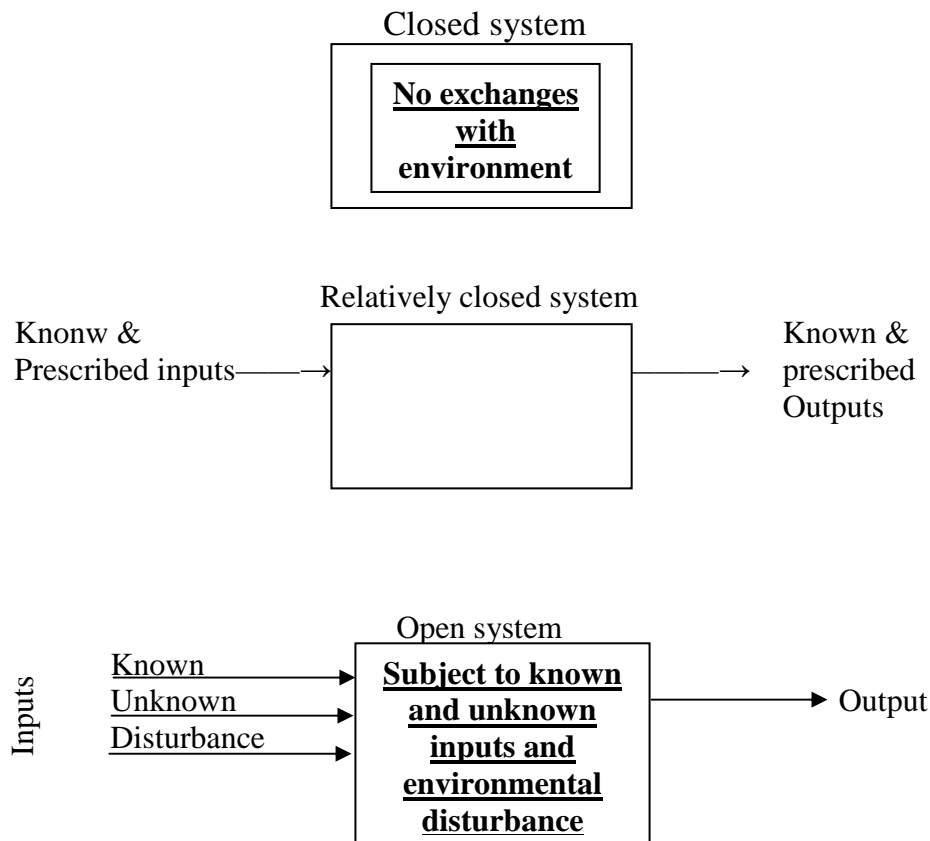 Closed system
No exchanges
with
environment
Relatively closed system
Knonw &
Prescribed inputs
Known &
prescribed
Outputs
Open system
Inputs
Known
Unknown
Disturbance
Subject to known
and unknown
inputs and
environmental
disturbance
Output